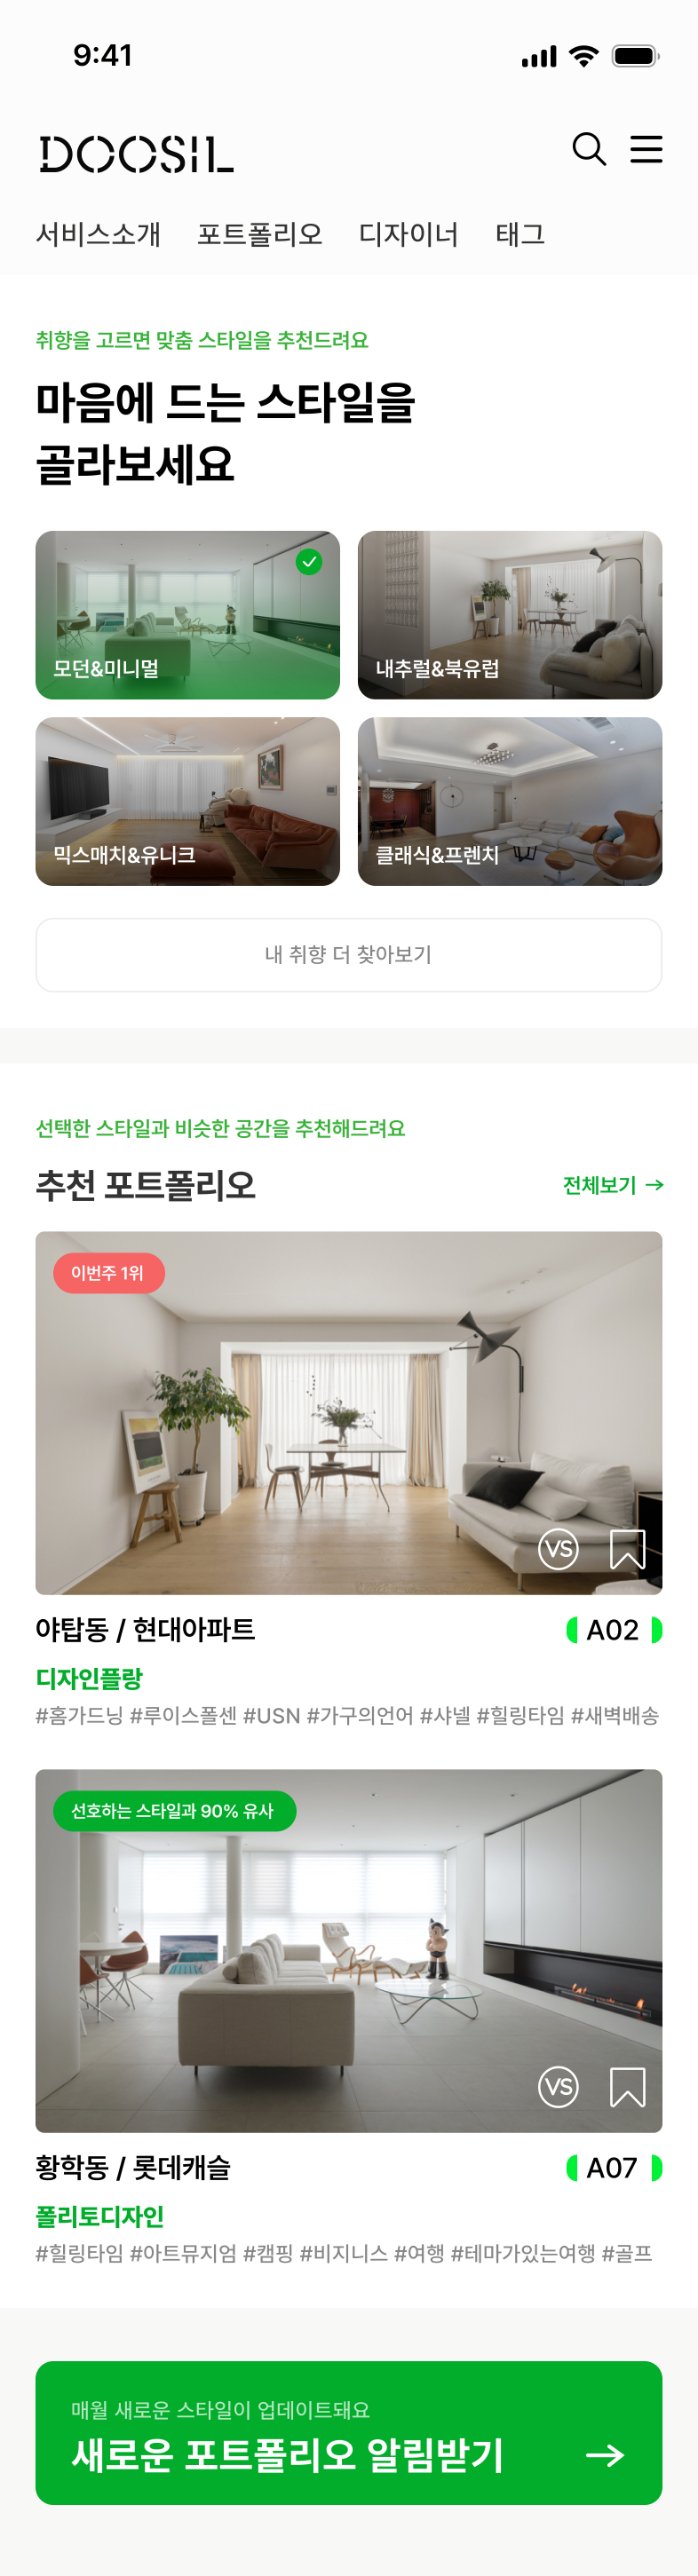 9:41
DOOSIL
서비스소개 포트폴리오 디자이너 태그
취향을 고르면 맞춤 스타일을 추천드려요
마음에 드는 스타일을
골라보세요
모던&미니멀
내추럴&북유럽
믹스매치&유니크
클래식&프렌치
내 취향 더 찾아보기
선택한 스타일과 비슷한 공간을 추천해드려요
추천 포트폴리오
전체보기 →
이번주 1위
VS
야탑동 / 현대아파트
A02
디자인플랑
#홈가드닝 #루이스폴센 #USN #가구의언어 #샤넬 #힐링타임 #새벽배송
선호하는 스타일과 90% 유사
VS
황학동 / 롯데캐슬
A07
폴리토디자인
#힐링타임 #아트뮤지엄 #캠핑 #비지니스 #여행 #테마가있는여행 #골프
매월 새로운 스타일이 업데이트돼요
새로운 포트폴리오 알림받기 →